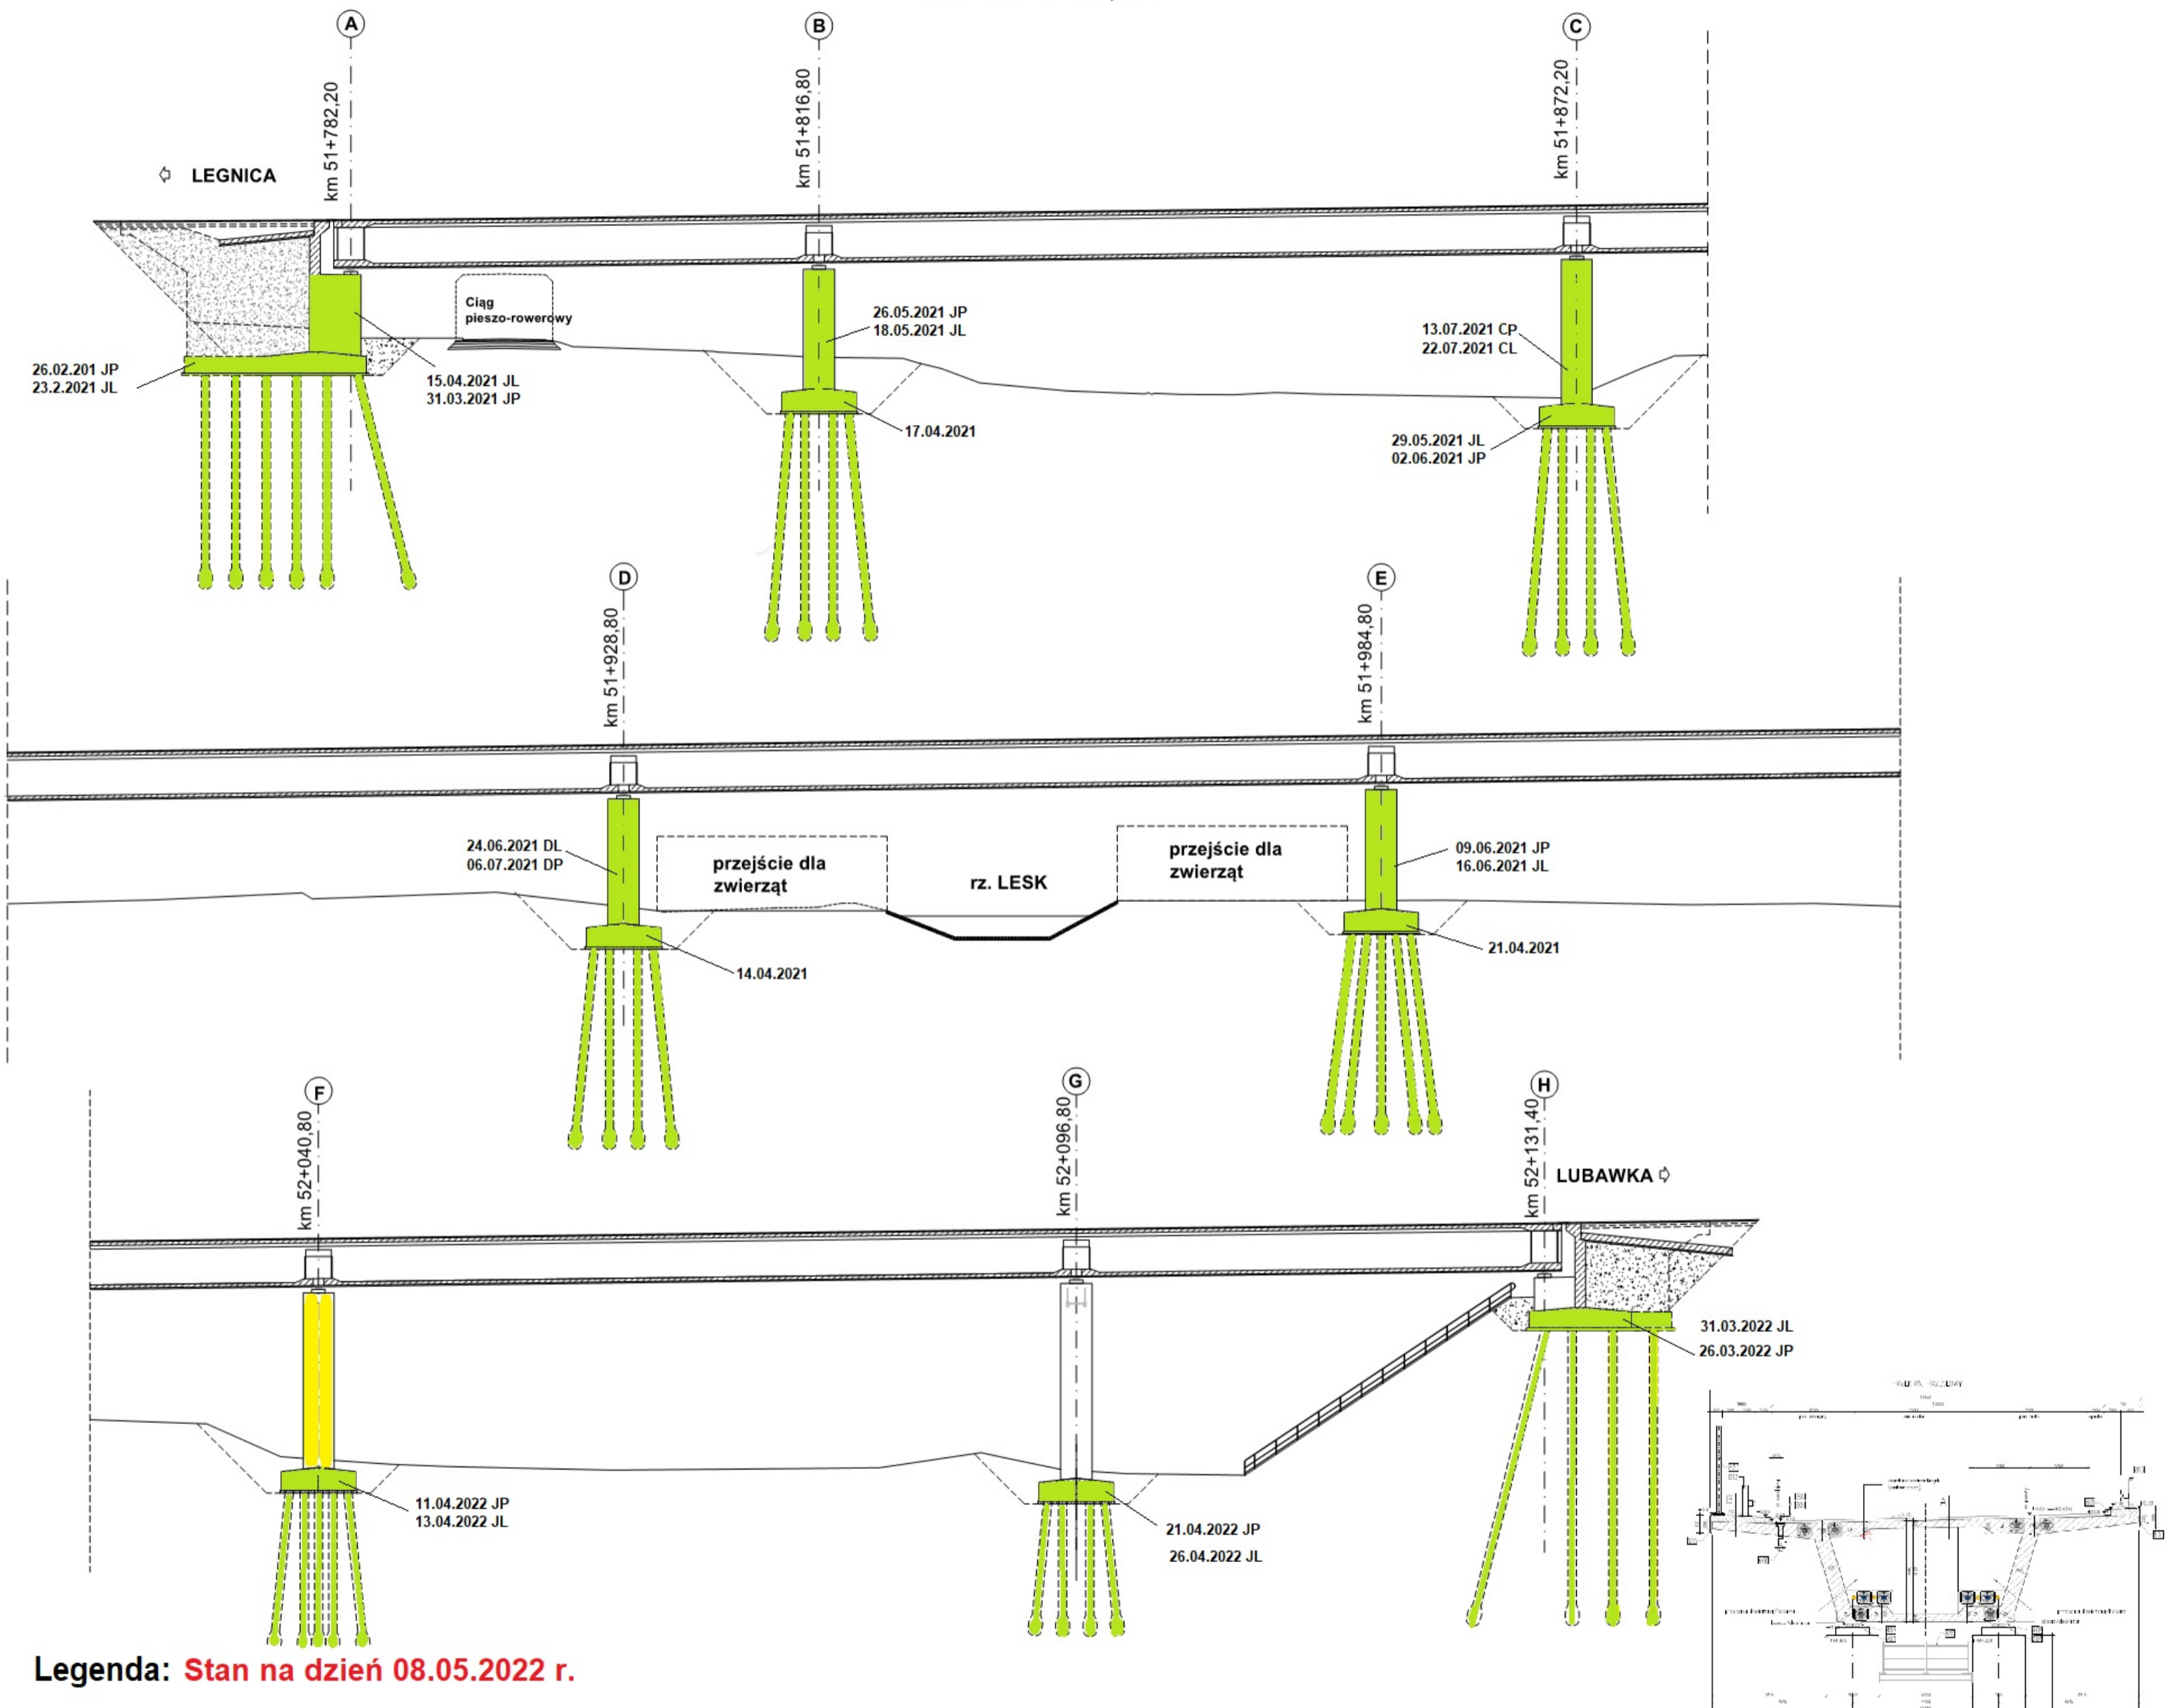 A
B
C
km 51+782,20
km 51+816,80
km 51+872,20
LEGNICA
Ciąg
pieszo-rowerowy
26.05.2021 JP
18.05.2021 JL
13.07.2021 CP
22.07.2021 CL
26.02.201 JP
23.2.2021 JL
15.04.2021 JL
31.03.2021 JP
17.04.2021
29.05.2021 JL
02.06.2021 JP
D
E
km 51+928,80
km 51+984,80
24.06.2021 DL
06.07.2021 DP
przejście dla
zwierząt
rz. LESK
przejście dla
zwierząt
09.06.2021 JP
16.06.2021 JL
14.04.2021
21.04.2021
F
G
H
km 52+040,80
km 52+096,80
km 52+131,40
LUBAWKA
31.03.2022 JL
26.03.2022 JP
11.04.2022 JP
13.04.2022 JL
21.04.2022 JP
26.04.2022 JL
Legenda: Stan na dzień 08.05.2022 r.